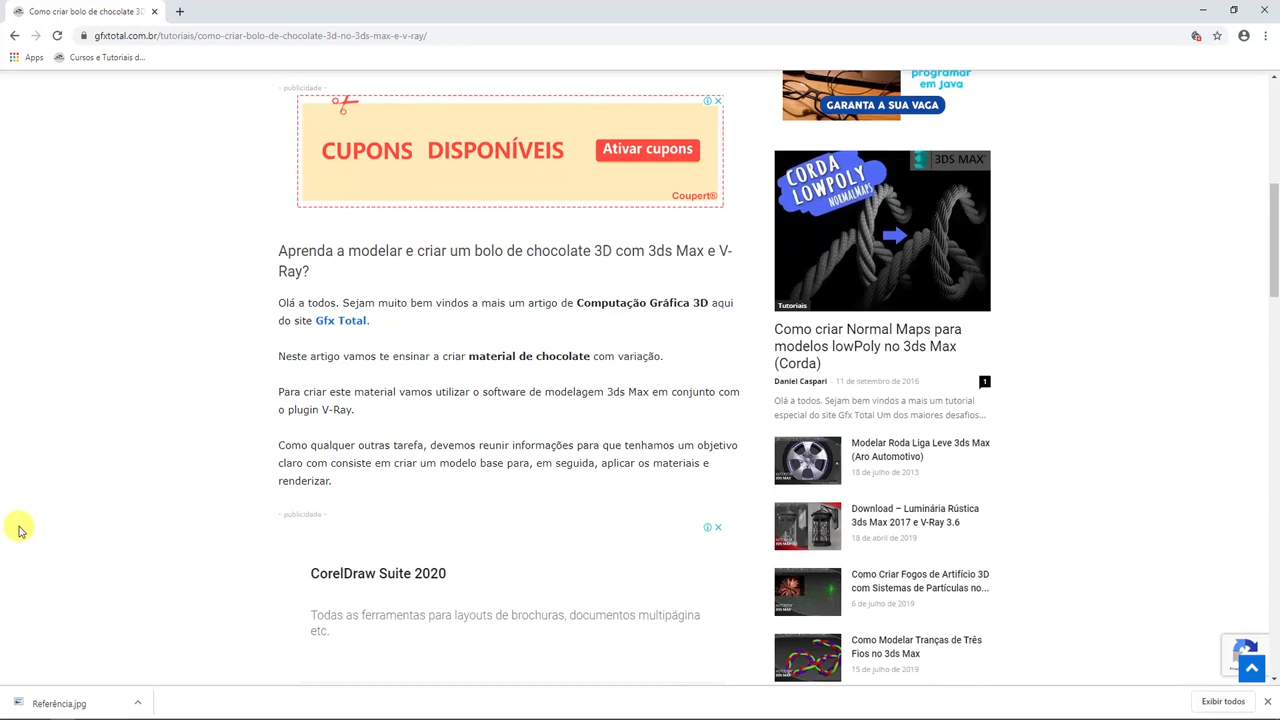 Como criar bolo de chocolate 3D
gfxtotal.com.br/tutoriais/como-criar-bolo-de-chocolate-3d-no-3ds-max-e-v-ray/
Apps
Cursos e Tutoriais d...
- publicidade -
CUPONS DISPONÍVEIS
Ativar cupons
Coupert®
Aprenda a modelar e criar um bolo de chocolate 3D com 3ds Max e V-
Ray?
Olá a todos. Sejam muito bem vindos a mais um artigo de Computação Gráfica 3D aqui
do site Gfx Total.
Neste artigo vamos te ensinar a criar material de chocolate com variação.
Para criar este material vamos utilizar o software de modelagem 3ds Max em conjunto com
o plugin V-Ray.
Como qualquer outras tarefa, devemos reunir informações para que tenhamos um objetivo
claro com consiste em criar um modelo base para, em seguida, aplicar os materiais e
renderizar.
- publicidade -
CorelDraw Suite 2020
Todas as ferramentas para layouts de brochuras, documentos multipágina
etc.
programar
em Java
GARANTA A SUA VAGA
3DS MAX
CORDA
LOWPOLY
NORMALMAPS
Tutoriais
Como criar Normal Maps para
modelos lowPoly no 3ds Max
(Corda)
Daniel Caspari - 11 de setembro de 2016
1
Olá a todos. Sejam bem vindos a mais um tutorial
especial do site Gfx Total Um dos maiores desafios...
Modelar Roda Liga Leve 3ds Max
(Aro Automotivo)
18 de julho de 2013
Download – Luminária Rústica
3ds Max 2017 e V-Ray 3.6
18 de abril de 2019
Como Criar Fogos de Artifício 3D
com Sistemas de Partículas no...
6 de julho de 2019
Como Modelar Tranças de Três
Fios no 3ds Max
15 de julho de 2019
Referência.jpg
Exibir todos